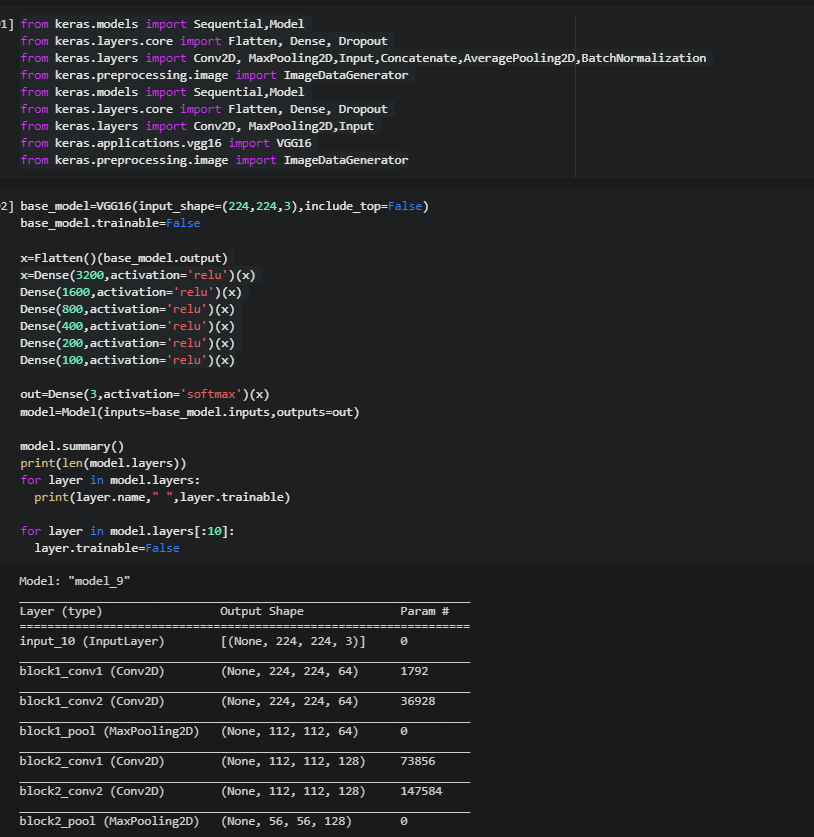 1] from keras.models import Sequential,Model
from keras.layers.core import Flatten, Dense, Dropout
from keras.layers import Conv2D, MaxPooling2D,Input,Concatenate,AveragePooling2D,BatchNormalization
from keras.preprocessing.image import ImageDataGenerator
from keras.models import Sequential,Model
from keras.layers.core import Flatten, Dense, Dropout
from keras.layers import Conv2D, MaxPooling2D,Input
from keras.applications.vgg16 import VGG16
from keras.preprocessing.image import ImageDataGenerator
2] base_model=VGG16(input_shape=(224,224,3),include_top=False)
base_model.trainable=False
x=Flatten()(base_model.output)
x=Dense(3200,activation='relu')(x)
Dense(1600,activation='relu')(x)
Dense(800,activation='relu')(x)
Dense(400,activation='relu')(x)
Dense(200,activation='relu')(x)
Dense(100,activation='relu')(x)
out=Dense(3,activation='softmax')(x)
model=Model(inputs=base_model.inputs,outputs=out)
model.summary()
print(len(model.layers))
for layer in model.layers:
  print(layer.name," ",layer.trainable)
for layer in model.layers[:10]:
  layer.trainable=False
Model: "model_9"
Layer (type) Output Shape Param #
input_10 (InputLayer) [(None, 224, 224, 3)] 0
block1_conv1 (Conv2D) (None, 224, 224, 64) 1792
block1_conv2 (Conv2D) (None, 224, 224, 64) 36928
block1_pool (MaxPooling2D) (None, 112, 112, 64) 0
block2_conv1 (Conv2D) (None, 112, 112, 128) 73856
block2_conv2 (Conv2D) (None, 112, 112, 128) 147584
block2_pool (MaxPooling2D) (None, 56, 56, 128) 0